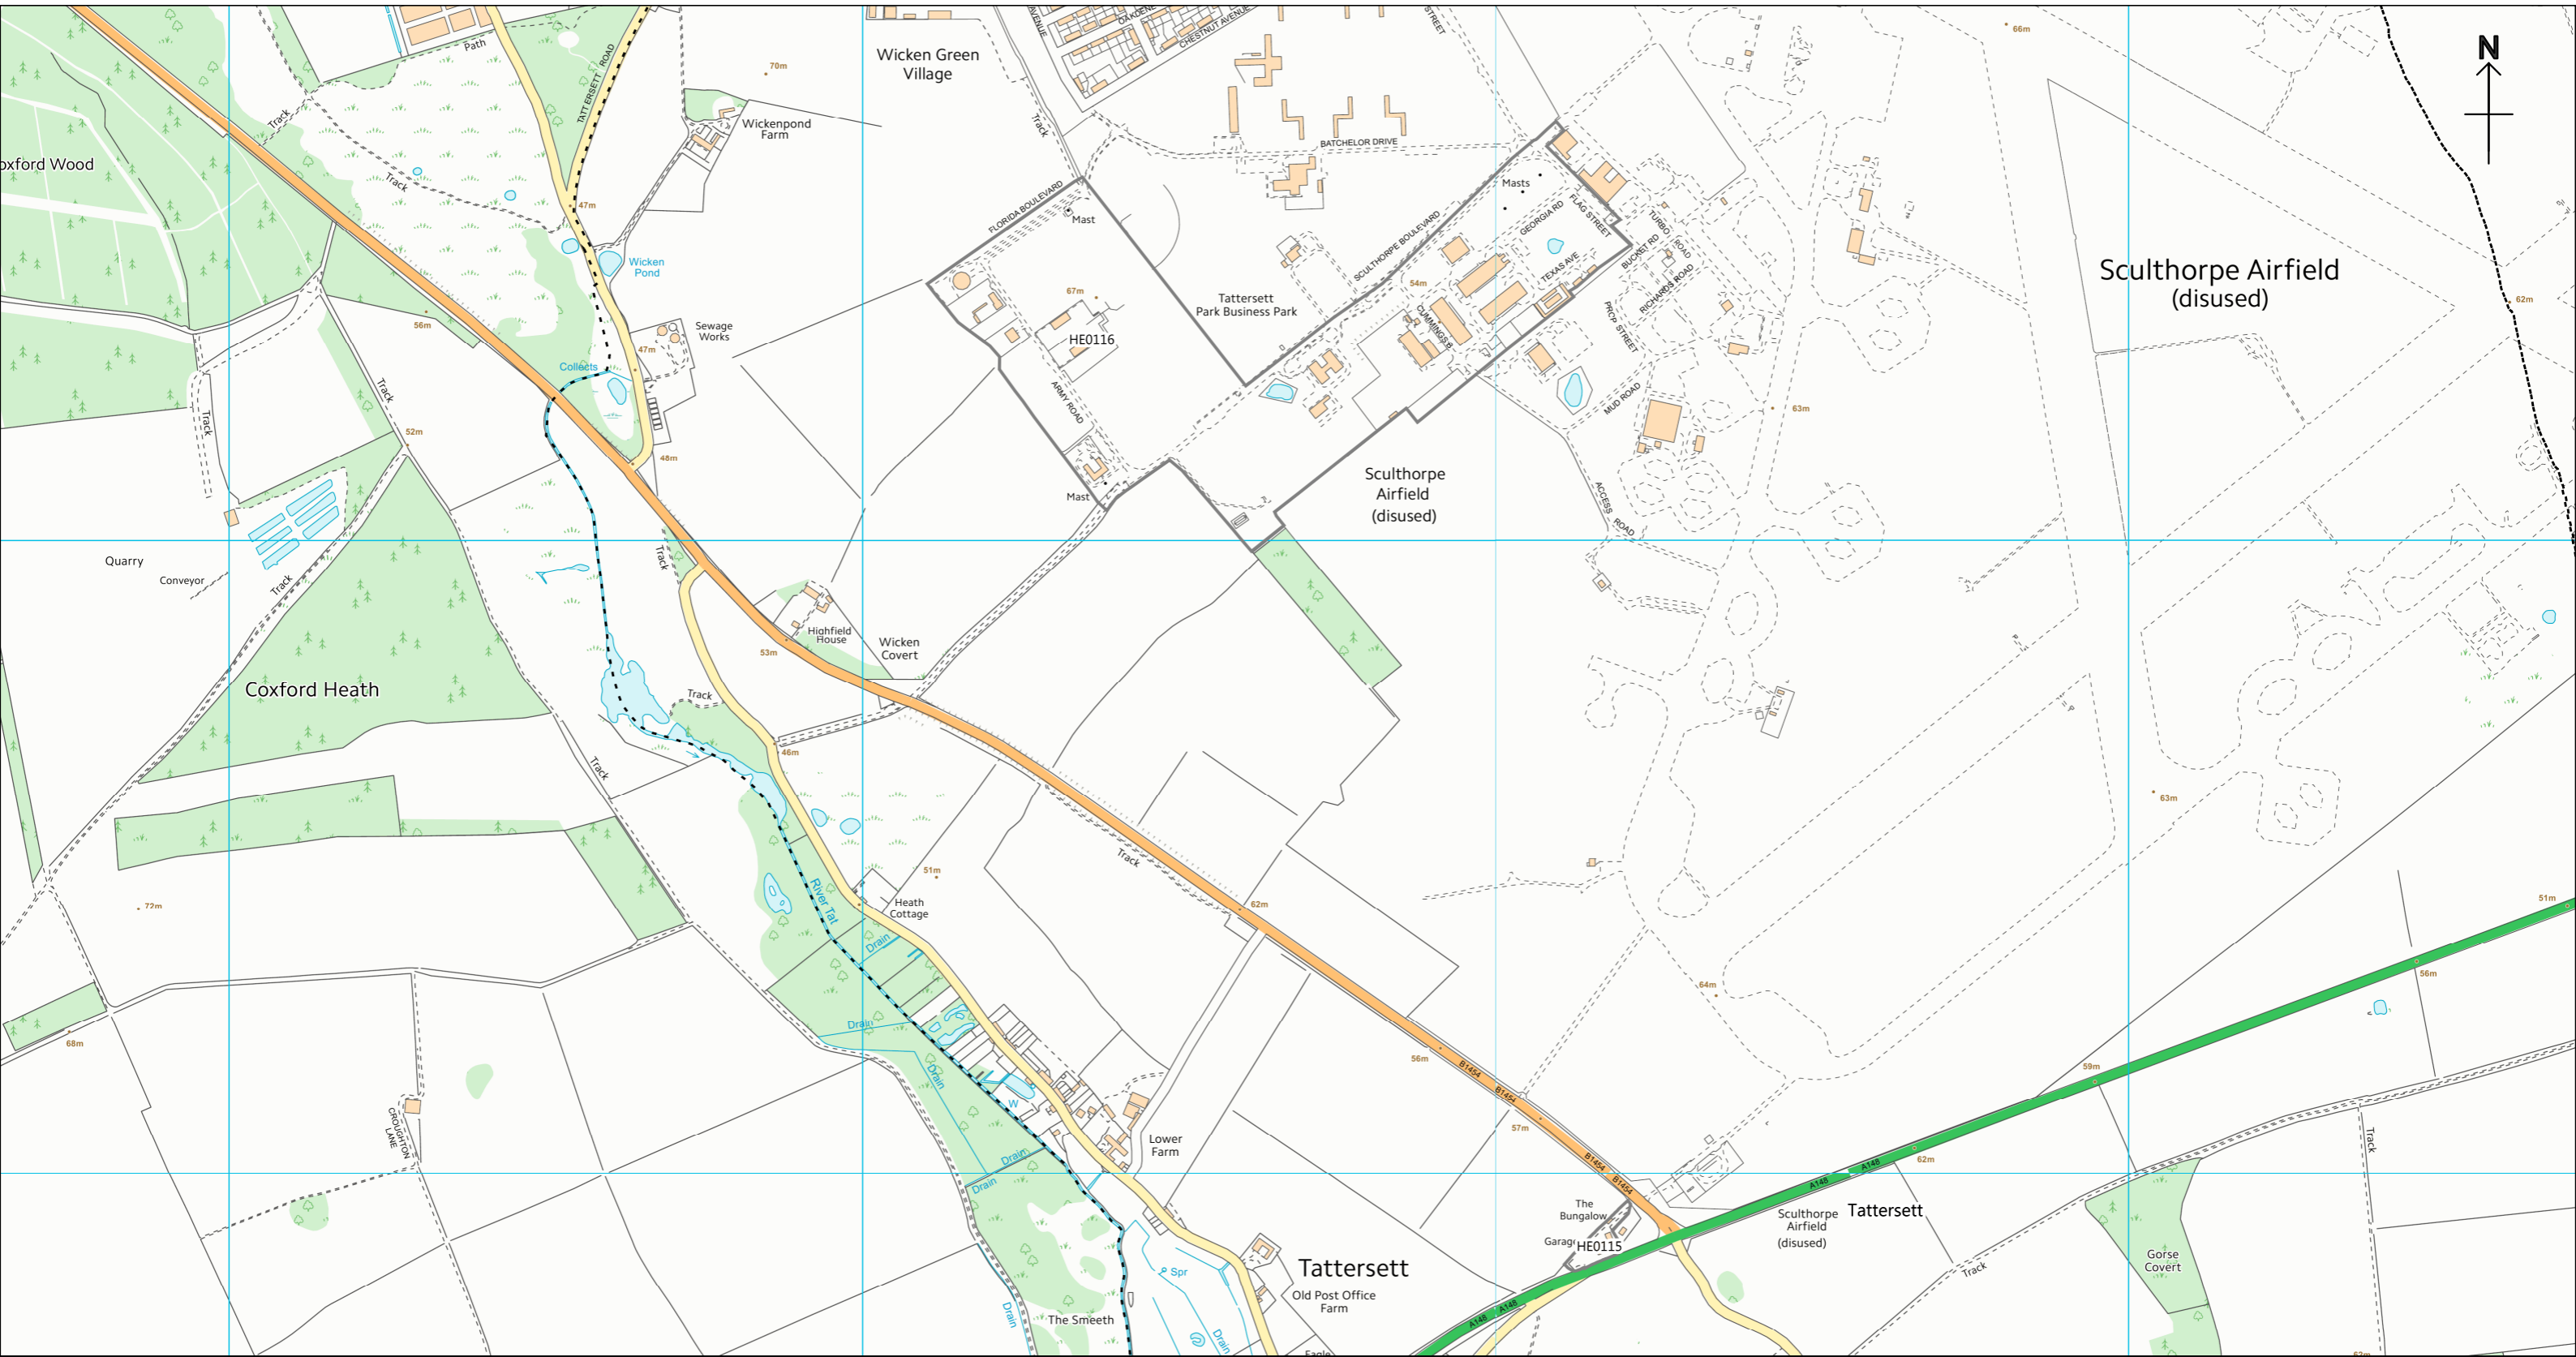 AVENUE
OAKDENE
CHESTNUT AVENUE
STREET
66m
N
Path
TATTERSETT ROAD
70m
Wicken Green
Village
Track
Wickenpond
Farm
Track
BATCHELOR DRIVE
oxford Wood
Track
47m
Masts
FLORIDA BOULEVARD
Mast
GEORGIA RD
FLAG STREET
TURBO ROAD
SCULTHORPE BOULEVARD
BUCKET RD
Wicken
Pond
TEXAS AVE
RICHARDS ROAD
Sculthorpe Airfield
(disused)
54m
67m
Tattersett
Park Business Park
62m
56m
Sewage
Works
CUMMINGS
PROP STREET
HE0116
47m
Collects
Track
ARMY ROAD
MUD ROAD
63m
Track
52m
48m
Mast
Sculthorpe
Airfield
(disused)
ACCESS ROAD
Quarry
Conveyor
Track
Track
Highfield
House
Wicken
Covert
53m
Coxford Heath
Track
46m
Track
63m
Track
51m
River Tat
Heath
Cottage
72m
62m
51m
Drain
56m
64m
Drain
68m
56m
B1454
B1454
59m
Drain
W
CROUGHTON
LANE
57m
Lower
Farm
Drain
Drain
B1454
B1454
62m
A148
A148
Track
The
Bungalow
Sculthorpe
Airfield
(disused)
Tattersett
Garage
HE0115
Gorse
Covert
Track
Tattersett
Spr
Old Post Office
Farm
A148
A148
The Smeeth
Drain
Drain
Eagle
62m